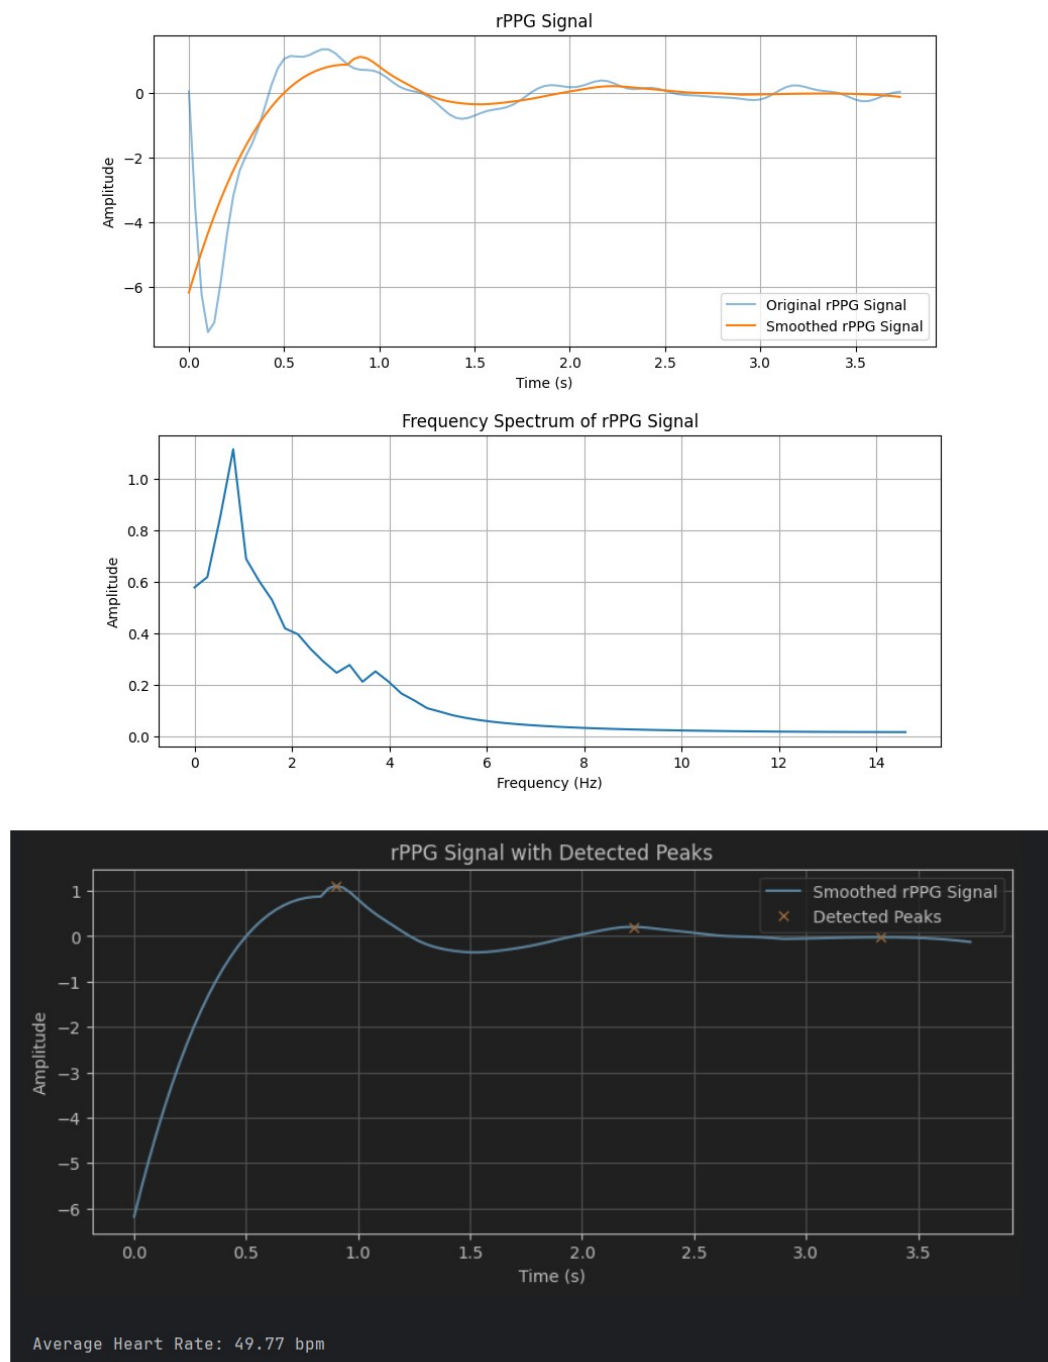 rPPG Signal
0
−2
−4
−6
Amplitude
Original rPPG Signal
Smoothed rPPG Signal
0.0 0.5 1.0 1.5 2.0 2.5 3.0 3.5
Time (s)
Frequency Spectrum of rPPG Signal
1.0
0.8
0.6
0.4
0.2
0.0
Amplitude
0 2 4 6 8 10 12 14
Frequency (Hz)
rPPG Signal with Detected Peaks
Smoothed rPPG Signal
Detected Peaks
1
0
−1
−2
−3
−4
−5
−6
Amplitude
0.0 0.5 1.0 1.5 2.0 2.5 3.0 3.5
Time (s)
Average Heart Rate: 49.77 bpm